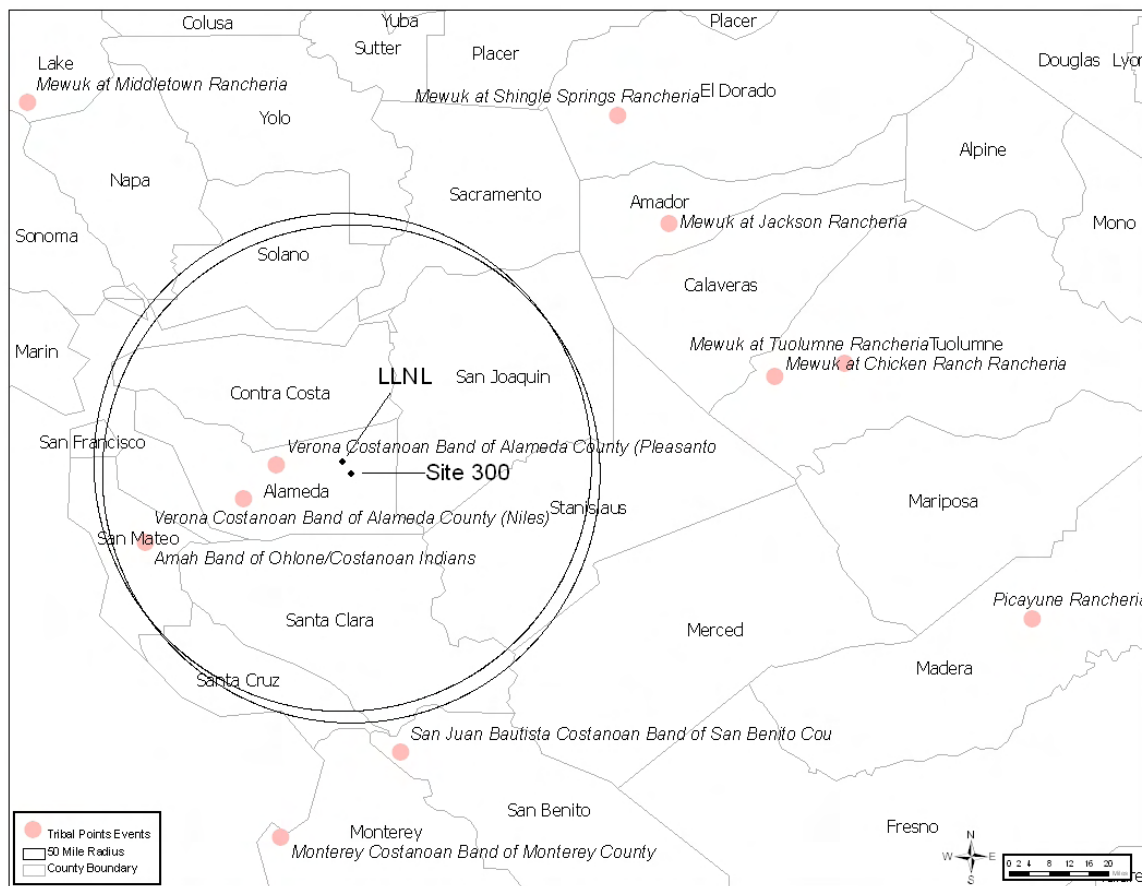 Colusa
Yuba
Placer
Sutter
Placer
Lake
Douglas
Lyon
Mewuk at Middletown Rancheria
Mewuk at Shingle Springs Rancheria
El Dorado
Yolo
Alpine
Napa
Sacramento
Amador
Mewuk at Jackson Rancheria
Mono
Sonoma
Solano
Calaveras
Marin
Mewuk at Tuolumne Rancheria
Tuolumne
Mewuk at Chicken Ranch Rancheria
LLNL
San Joaquin
Contra Costa
San Francisco
Verona Costanoan Band of Alameda County (Pleasanto
Site 300
Alameda
Stanislaus
Mariposa
Verona Costanoan Band of Alameda County (Niles)
San Mateo
Amah Band of Ohlone/Costanoan Indians
Picayune Rancheria
Santa Clara
Merced
Madera
Santa Cruz
San Juan Bautista Costanoan Band of San Benito Cou
San Benito
Monterey
Fresno
Monterey Costanoan Band of Monterey County
Tribal Points Events
50 Mile Radius
County Boundary
N
W E
S
0 2 4 8 12 16 20
Miles